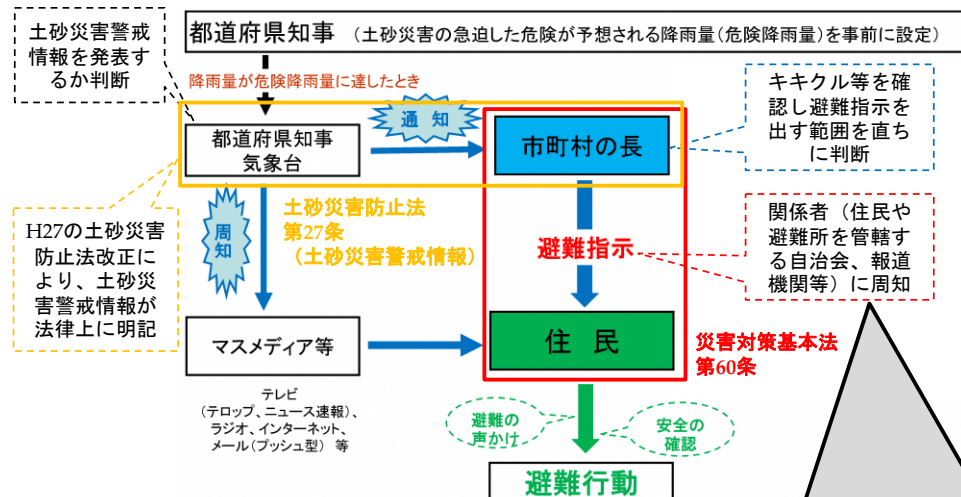 土砂災害警戒
情報を発表す
るか判断
都道府県知事 (土砂災害の急迫した危険が予想される降雨量(危険降雨量)を事前に設定)
降雨量が危険降雨量に達したとき
通 知
都道府県知事
気象台
市町村の長
キキクル等を確
認し避難指示を
出す範囲を直ち
に判断
H27の土砂災害
防止法改正に
より、土砂災
害警戒情報が
法律上に明記
周
知
土砂災害防止法
第27条
(土砂災害警戒情報)
避難指示
関係者(住民や
避難所を管轄す
る自治会、報道
機関等)に周知
マスメディア等
住 民
災害対策基本法
第60条
テレビ
(テロップ、ニュース速報)、
ラジオ、インターネット、
メール(プッシュ型) 等
避難の
声かけ
安全の
確認
避難行動